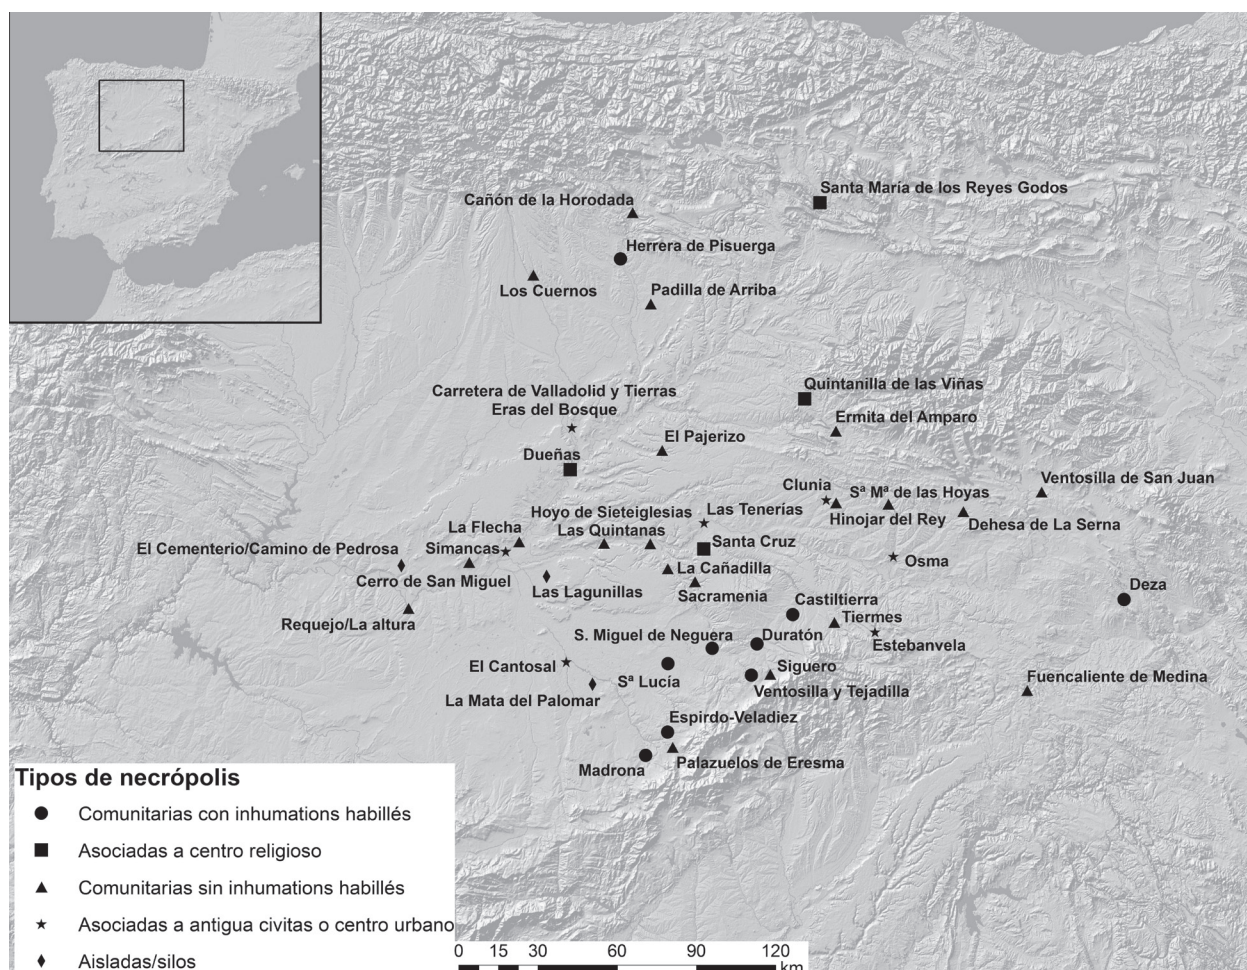 Santa María de los Reyes Godos
Cañón de la Horodada
Herrera de Pisuerga
Los Cuernos
Padilla de Arriba
Carretera de Valladolid y Tierras
Eras del Bosque
Quintanilla de las Viñas
Ermita del Amparo
El Pajerizo
Dueñas
Ventosilla de San Juan
Clunia
Sª Mª de las Hoyas
Hoyo de Sieteiglesias
Las Tenerías
Hinojar del Rey
Dehesa de La Serna
La Flecha
Las Quintanas
El Cementerio/Camino de Pedrosa
Simancas
Santa Cruz
Osma
Cerro de San Miguel
La Cañadilla
Las Lagunillas
Sacramenia
Deza
Castiltierra
Requejo/La altura
Tiermes
S. Miguel de Neguera
Duratón
Estebanvela
El Cantosal
Siguero
Sª Lucía
Fuencaliente de Medina
Ventosilla y Tejadilla
La Mata del Palomar
Espirdo-Veladiez
Palazuelos de Eresma
Madrona
Tipos de necrópolis
Comunitarias con inhumations habillés
Asociadas a centro religioso
Comunitarias sin inhumations habillés
Asociadas a antigua civitas o centro urbano
Aisladas/silos
0 15 30 60 90 120
km